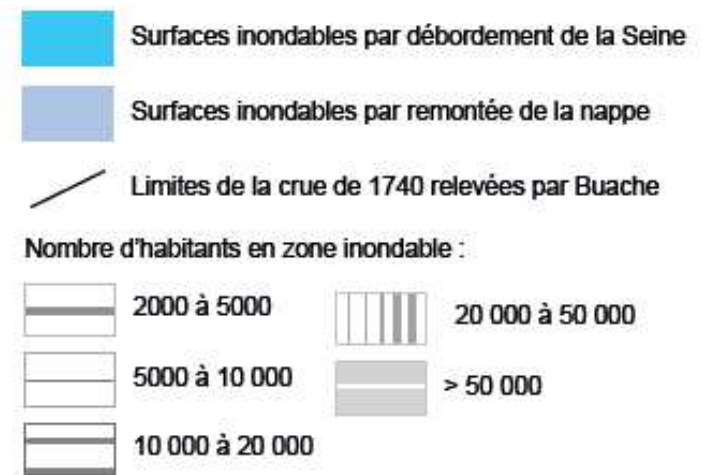 Surfaces inondables par débordement de la Seine
Surfaces inondables par remontée de la nappe
Limites de la crue de 1740 relevées par Buache
Nombre d'habitants en zone inondable :
2000 à 5000
5000 à 10 000
10 000 à 20 000
20 000 à 50 000
> 50 000